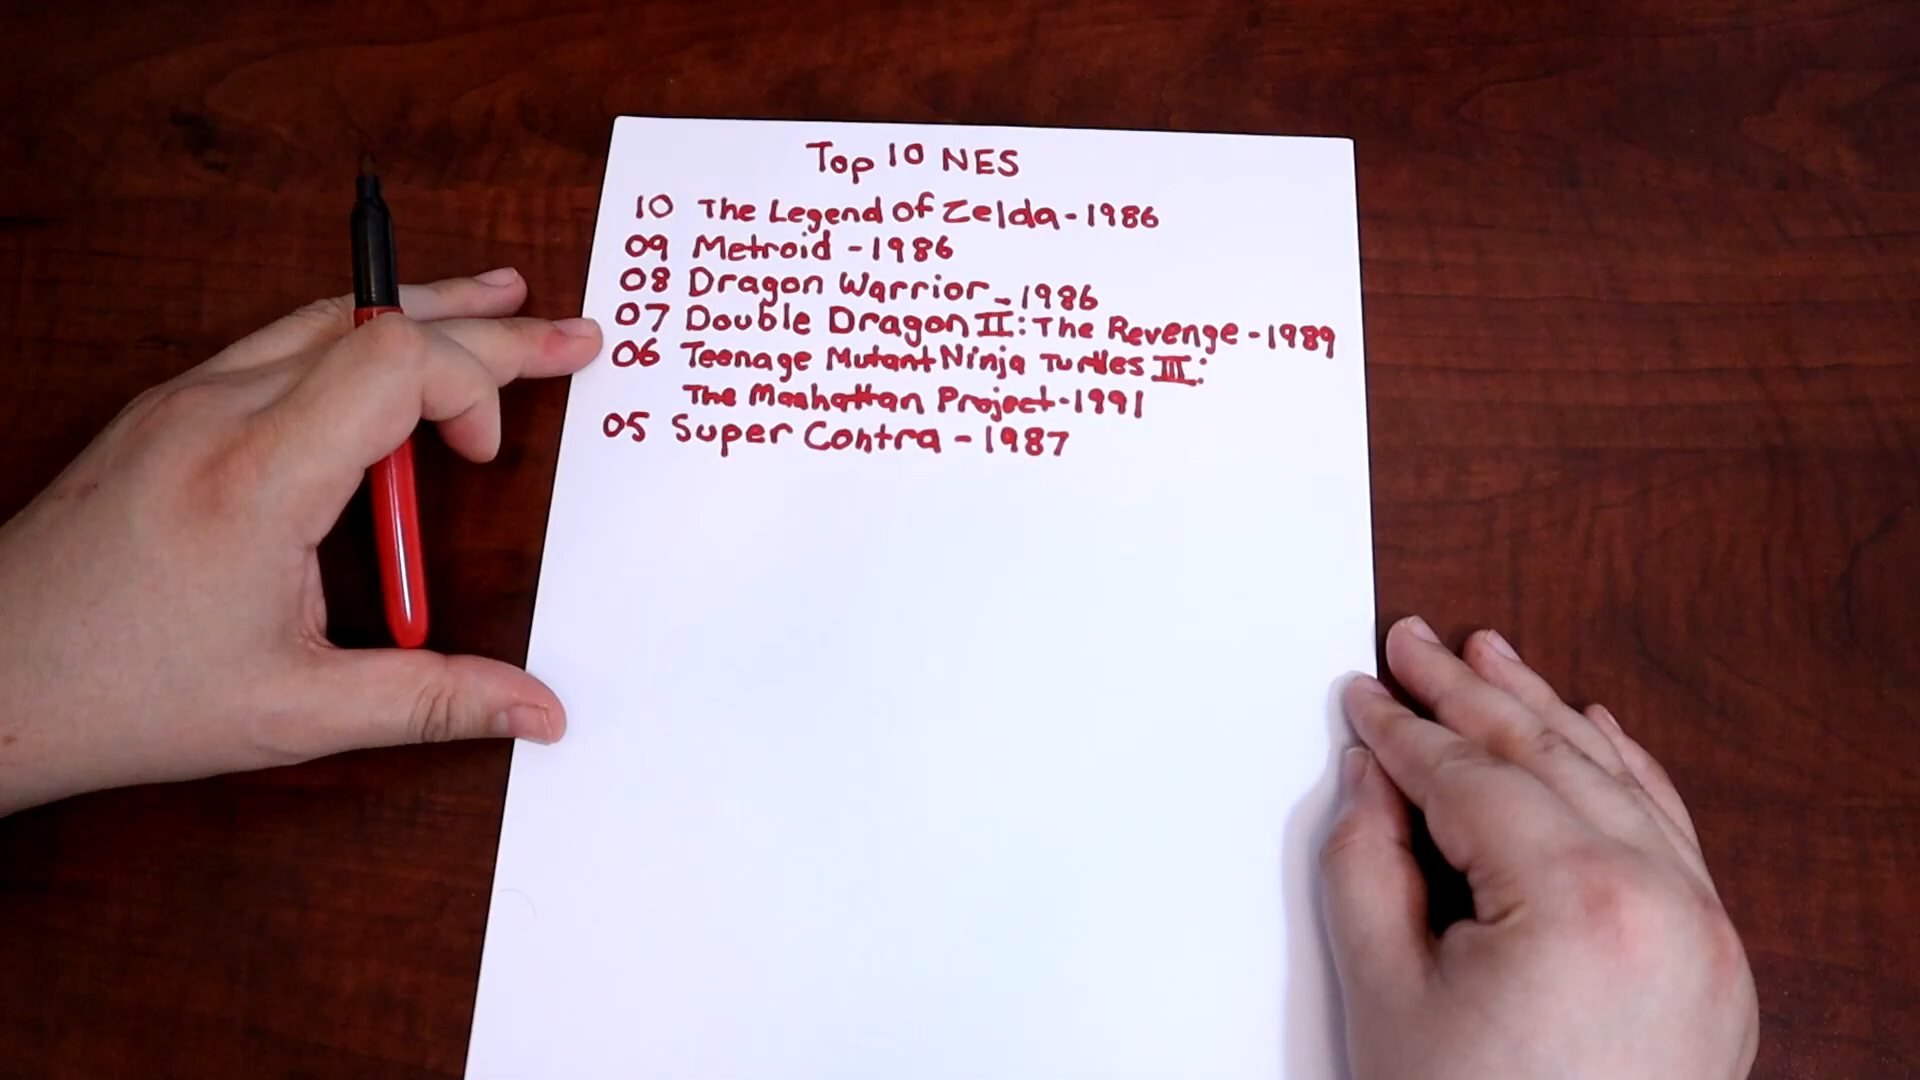 Top 10 NES
10 The Legend of Zelda-1986
09 Metroid -1986
08 Dragon Warrior-1986
07 Double Dragon II: The Revenge-1989
06 Teenage Mutant Ninja Turtles III:
The Manhattan Project-1991
05 Super Contra-1987